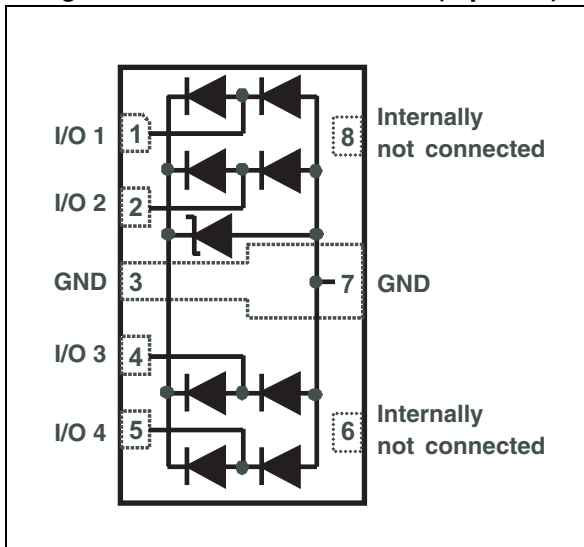 I/O 1
1
8
Internally
not connected
I/O 2
2
GND
3
7
GND
I/O 3
4
I/O 4
5
6
Internally
not connected